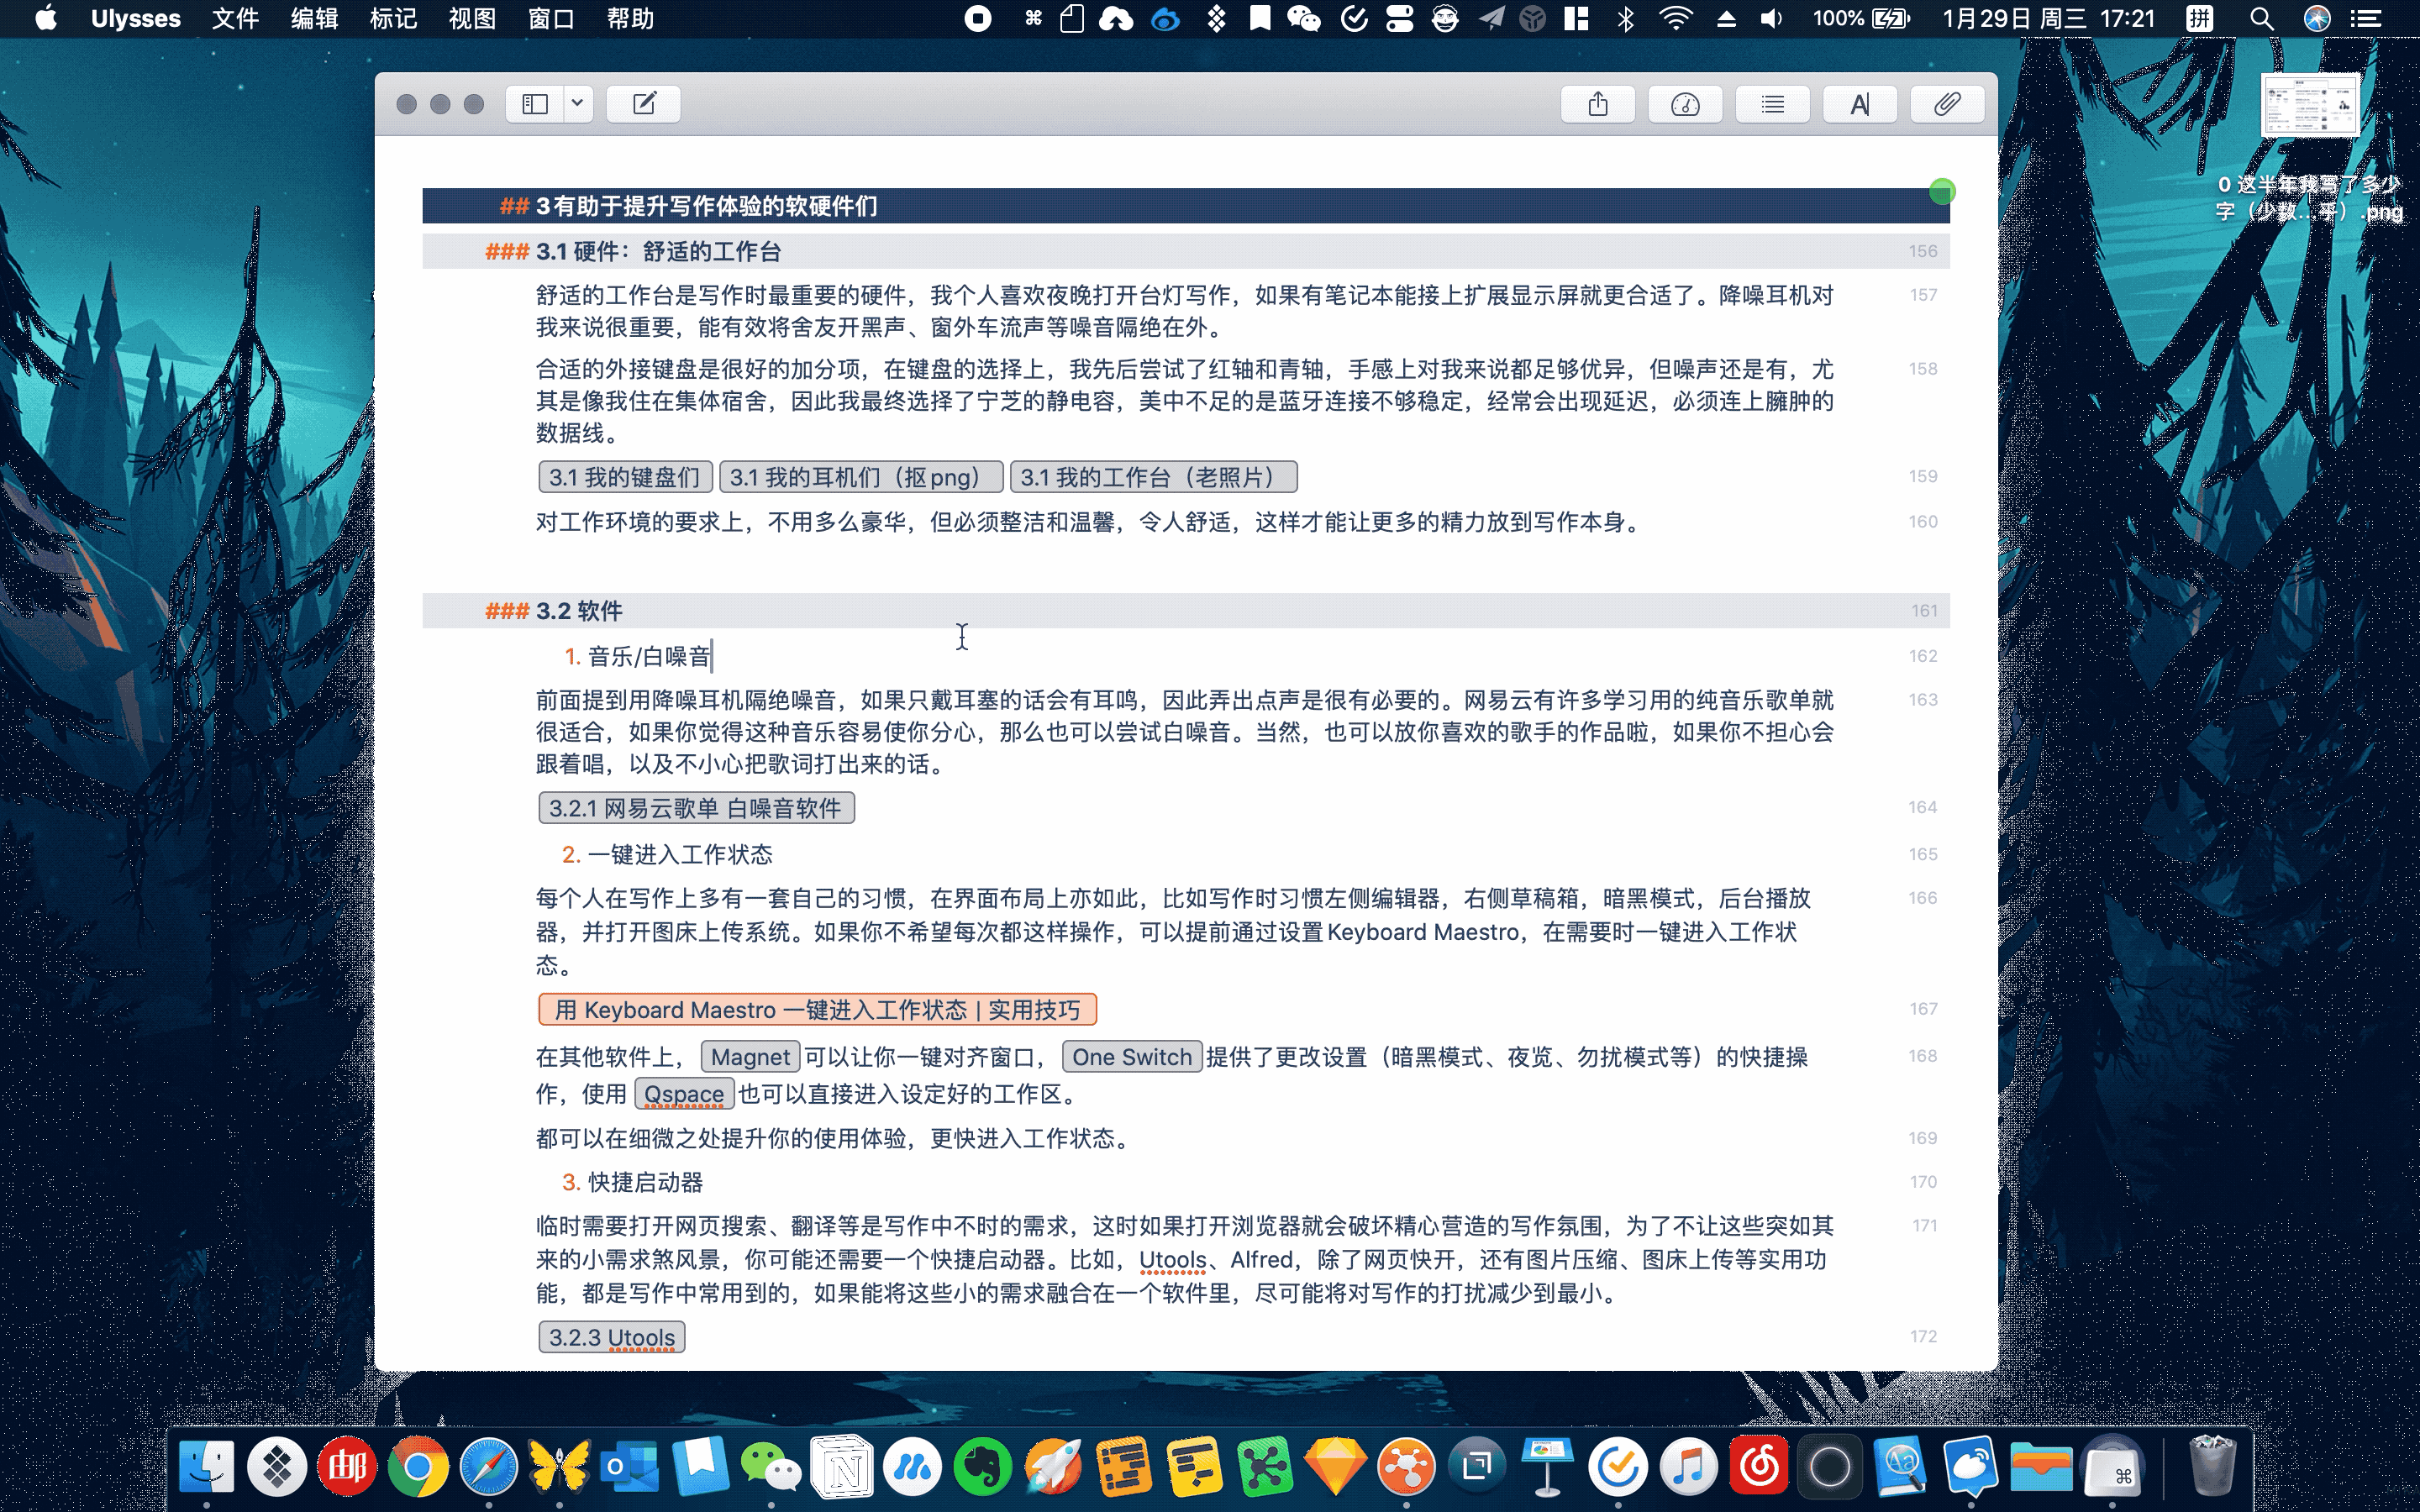 Ulysses 文件 编辑 标记 视图 窗口 帮助 100% 1月29日 周三 17:21 拼
0 这半年我写了多少
字（少数...平）.png
## 3有助于提升写作体验的软硬件们
### 3.1 硬件：舒适的工作台 156
舒适的工作台是写作时最重要的硬件，我个人喜欢夜晚打开台灯写作，如果有笔记本能接上扩展显示屏就更合适了。降噪耳机对 157
我来说很重要，能有效将舍友开黑声、窗外车流声等噪音隔绝在外。
合适的外接键盘是很好的加分项，在键盘的选择上，我先后尝试了红轴和青轴，手感上对我来说都足够优异，但噪声还是有，尤 158
其是像我住在集体宿舍，因此我最终选择了宁芝的静电容，美中不足的是蓝牙连接不够稳定，经常会出现延迟，必须连上臃肿的
数据线。
3.1 我的键盘们 3.1 我的耳机们（抠png） 3.1 我的工作台（老照片） 159
对工作环境的要求上，不用多么豪华，但必须整洁和温馨，令人舒适，这样才能让更多的精力放到写作本身。 160
### 3.2 软件 161
1. 音乐/白噪音 162
前面提到用降噪耳机隔绝噪音，如果只戴耳塞的话会有耳鸣，因此弄出点声是很有必要的。网易云有许多学习用的纯音乐歌单就 163
很适合，如果你觉得这种音乐容易使你分心，那么也可以尝试白噪音。当然，也可以放你喜欢的歌手的作品啦，如果你不担心会
跟着唱，以及不小心把歌词打出来的话。
3.2.1 网易云歌单 白噪音软件 164
2. 一键进入工作状态 165
每个人在写作上多有一套自己的习惯，在界面布局上亦如此，比如写作时习惯左侧编辑器，右侧草稿箱，暗黑模式，后台播放 166
器，并打开图床上传系统。如果你不希望每次都这样操作，可以提前通过设置Keyboard Maestro，在需要时一键进入工作状
态。
用 Keyboard Maestro 一键进入工作状态 | 实用技巧 167
在其他软件上， Magnet 可以让你一键对齐窗口， One Switch 提供了更改设置（暗黑模式、夜览、勿扰模式等）的快捷操 168
作，使用 Qspace 也可以直接进入设定好的工作区。
都可以在细微之处提升你的使用体验，更快进入工作状态。 169
3. 快捷启动器 170
临时需要打开网页搜索、翻译等是写作中不时的需求，这时如果打开浏览器就会破坏精心营造的写作氛围，为了不让这些突如其 171
来的小需求煞风景，你可能还需要一个快捷启动器。比如，Utools、Alfred，除了网页快开，还有图片压缩、图床上传等实用功
能，都是写作中常用到的，如果能将这些小的需求融合在一个软件里，尽可能将对写作的打扰减少到最小。
3.2.3 Utools 172